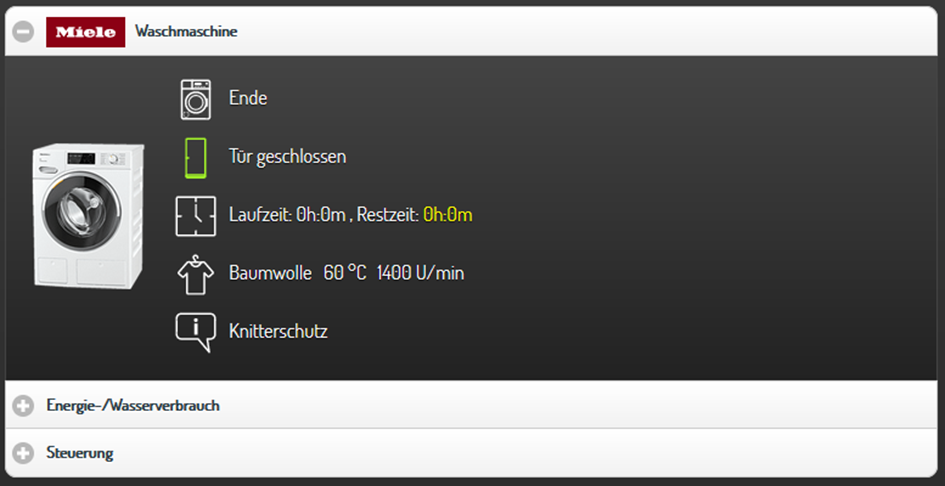 Miele Waschmaschine
Ende
Tür geschlossen
Laufzeit: 0h:0m , Restzeit: 0h:0m
Baumwolle 60 °C 1400 U/min
Knitterschutz
Energie-/Wasserverbrauch
Steuerung